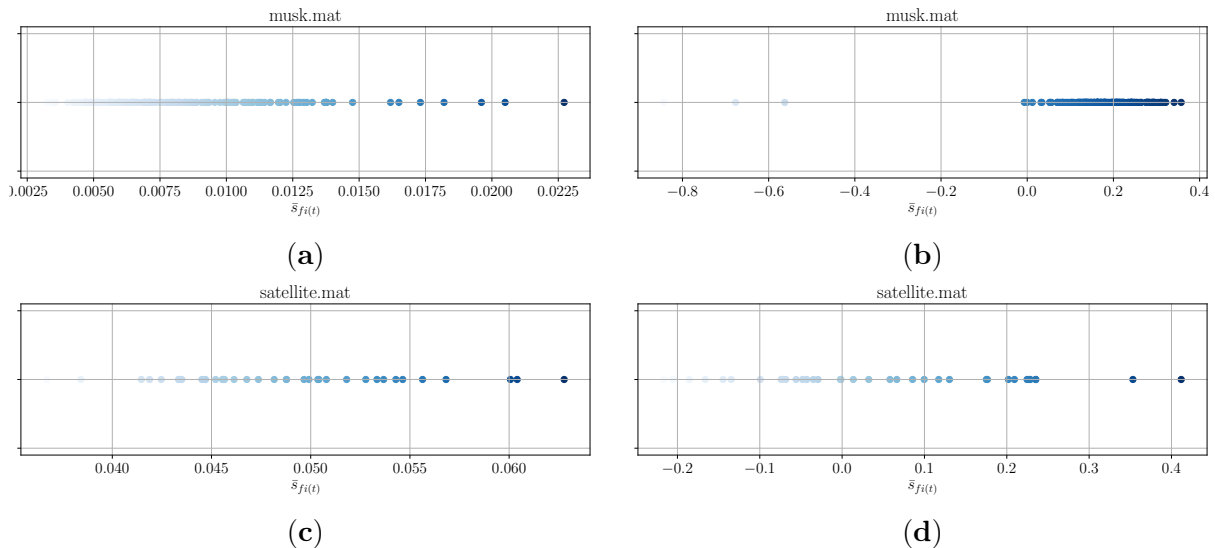 musk.mat
0.0025 0.0050 0.0075 0.0100 0.0125 0.0150 0.0175 0.0200 0.0225
s̄fi(t)
(a)
musk.mat
−0.8 −0.6 −0.4 −0.2 0.0 0.2 0.4
s̄fi(t)
(b)
satellite.mat
0.040 0.045 0.050 0.055 0.060
s̄fi(t)
(c)
satellite.mat
−0.2 −0.1 0.0 0.1 0.2 0.3 0.4
s̄fi(t)
(d)